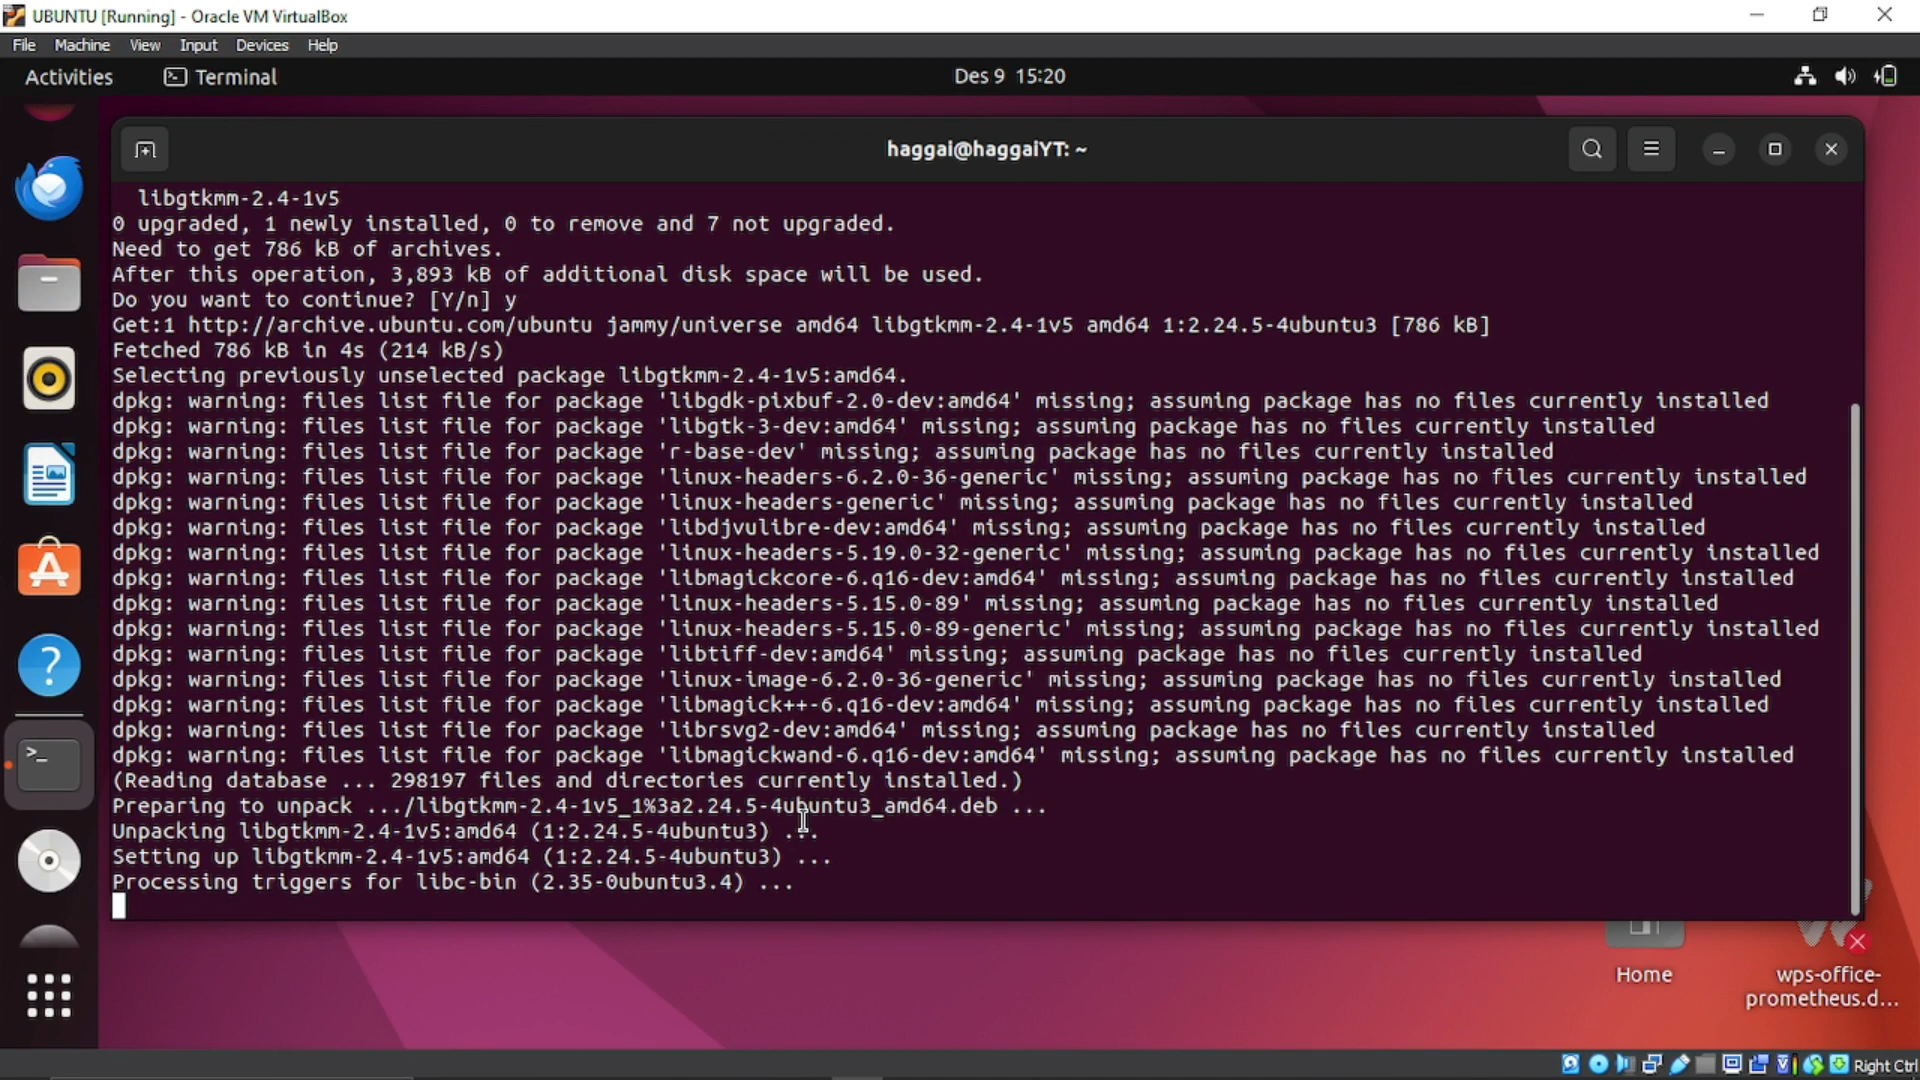 UBUNTU [Running] - Oracle VM VirtualBox
File Machine View Input Devices Help
Activities Terminal Des 9 15:20
haggai@haggaiYT: ~
libgtkmm-2.4-1v5
0 upgraded, 1 newly installed, 0 to remove and 7 not upgraded.
Need to get 786 kB of archives.
After this operation, 3,893 kB of additional disk space will be used.
Do you want to continue? [Y/n] y
Get:1 http://archive.ubuntu.com/ubuntu jammy/universe amd64 libgtkmm-2.4-1v5 amd64 1:2.24.5-4ubuntu3 [786 kB]
Fetched 786 kB in 4s (214 kB/s)
Selecting previously unselected package libgtkmm-2.4-1v5:amd64.
dpkg: warning: files list file for package 'libgdk-pixbuf-2.0-dev:amd64' missing; assuming package has no files currently installed
dpkg: warning: files list file for package 'libgtk-3-dev:amd64' missing; assuming package has no files currently installed
dpkg: warning: files list file for package 'r-base-dev' missing; assuming package has no files currently installed
dpkg: warning: files list file for package 'linux-headers-6.2.0-36-generic' missing; assuming package has no files currently installed
dpkg: warning: files list file for package 'linux-headers-generic' missing; assuming package has no files currently installed
dpkg: warning: files list file for package 'libdjvulibre-dev:amd64' missing; assuming package has no files currently installed
dpkg: warning: files list file for package 'linux-headers-5.19.0-32-generic' missing; assuming package has no files currently installed
dpkg: warning: files list file for package 'libmagickcore-6.q16-dev:amd64' missing; assuming package has no files currently installed
dpkg: warning: files list file for package 'linux-headers-5.15.0-89' missing; assuming package has no files currently installed
dpkg: warning: files list file for package 'linux-headers-5.15.0-89-generic' missing; assuming package has no files currently installed
dpkg: warning: files list file for package 'libtiff-dev:amd64' missing; assuming package has no files currently installed
dpkg: warning: files list file for package 'linux-image-6.2.0-36-generic' missing; assuming package has no files currently installed
dpkg: warning: files list file for package 'libmagick++-6.q16-dev:amd64' missing; assuming package has no files currently installed
dpkg: warning: files list file for package 'librsvg2-dev:amd64' missing; assuming package has no files currently installed
dpkg: warning: files list file for package 'libmagickwand-6.q16-dev:amd64' missing; assuming package has no files currently installed
(Reading database ... 298197 files and directories currently installed.)
Preparing to unpack .../libgtkmm-2.4-1v5_1%3a2.24.5-4ubuntu3_amd64.deb ...
Unpacking libgtkmm-2.4-1v5:amd64 (1:2.24.5-4ubuntu3) ...
Setting up libgtkmm-2.4-1v5:amd64 (1:2.24.5-4ubuntu3) ...
Processing triggers for libc-bin (2.35-0ubuntu3.4) ...
Home
wps-office-
prometheus.d...
Right Ctrl